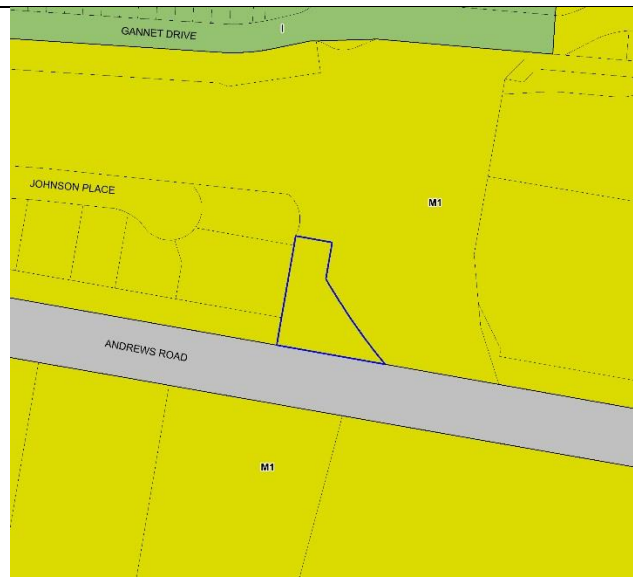 GANNET DRIVE
I
JOHNSON PLACE
M1
ANDREWS ROAD
M1